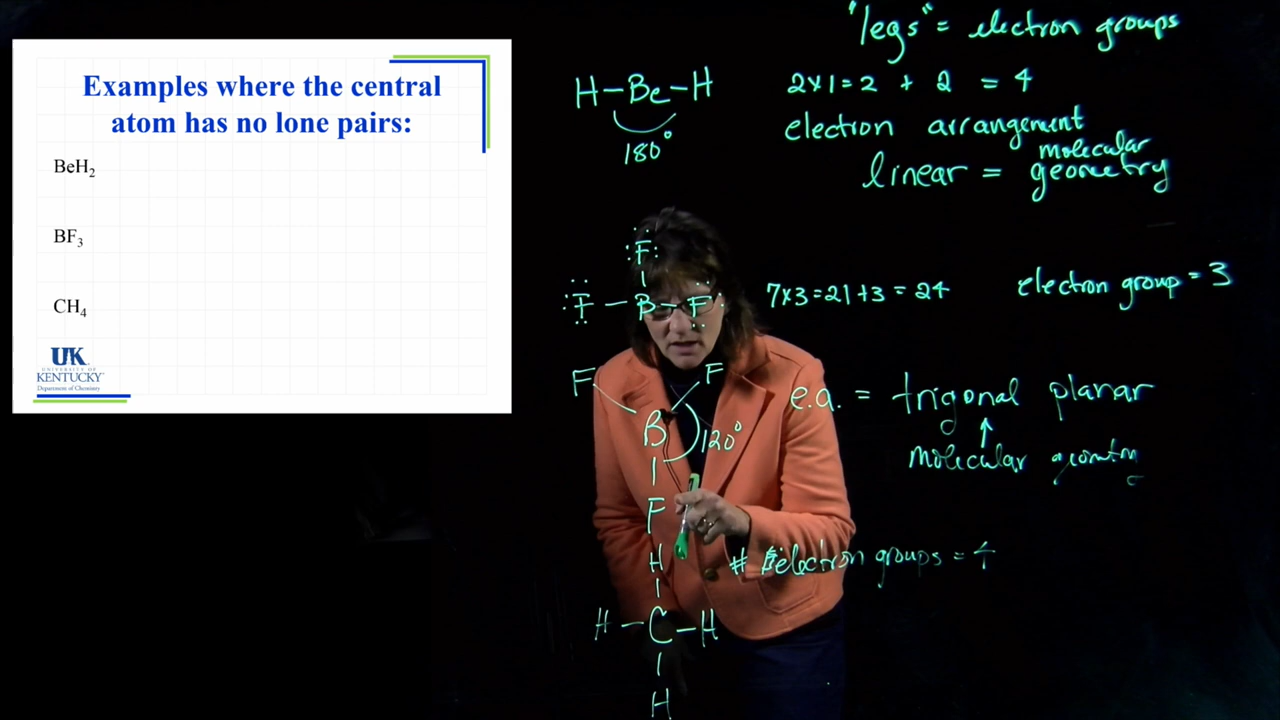 Examples where the central
atom has no lone pairs:
BeH₂
BF₃
CH₄
UK
UNIVERSITY OF
KENTUCKY
Department of Chemistry
"legs" = electron groups
H-Be-H
180°
2x1=2 + 2 = 4
electron arrangement
molecular
linear = geometry
:F:
:F - B - F:
7x3=21+3=24
electron group = 3
F F
B
120°
F
e.a. = trigonal planar
↑
molecular geometry
# electron groups = 4
H
H - C - H
H